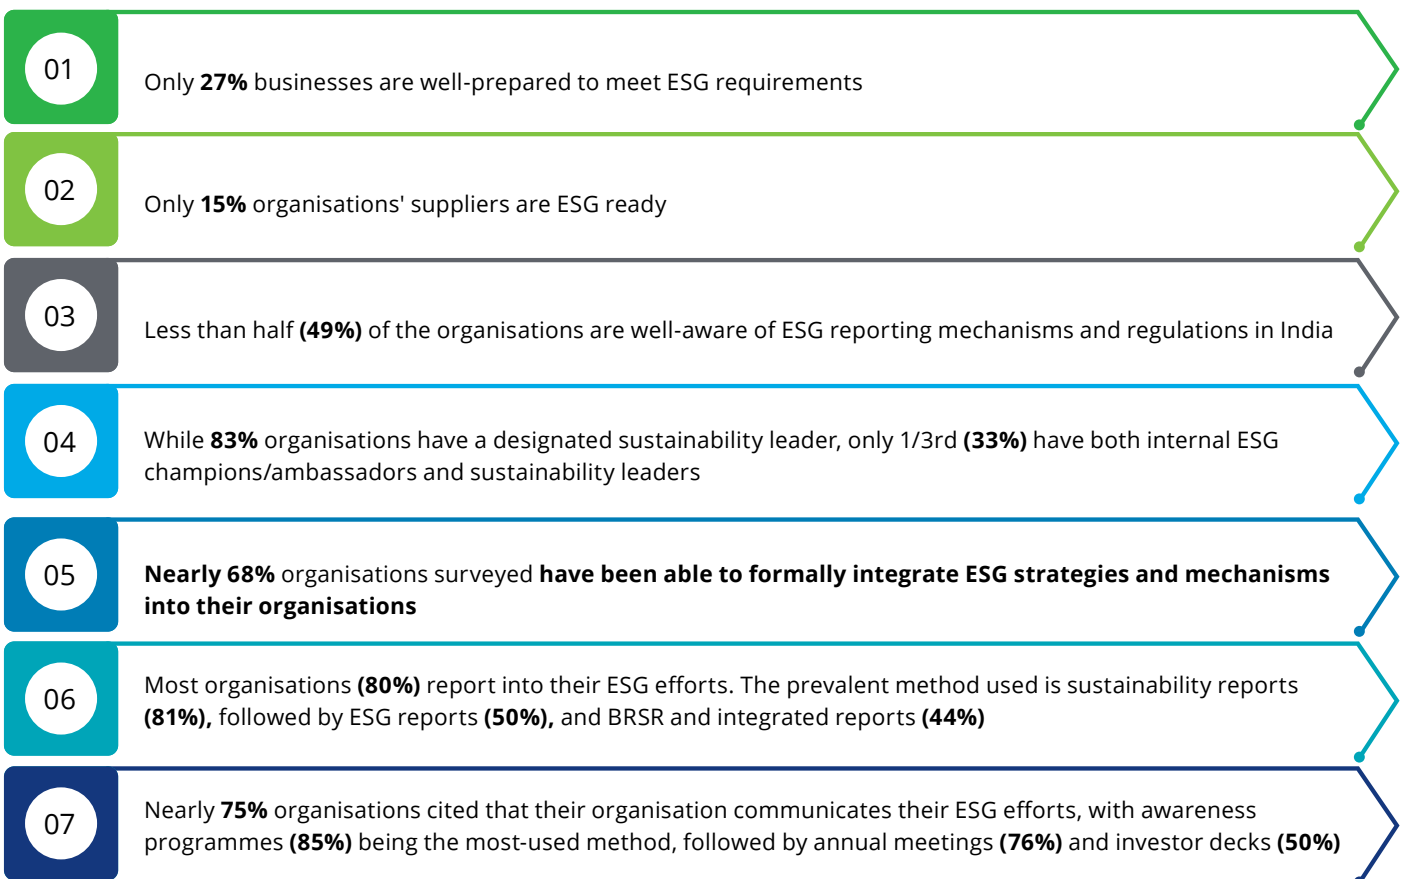 01
Only 27% businesses are well-prepared to meet ESG requirements
02
Only 15% organisations' suppliers are ESG ready
03
Less than half (49%) of the organisations are well-aware of ESG reporting mechanisms and regulations in India
04
While 83% organisations have a designated sustainability leader, only 1/3rd (33%) have both internal ESG
champions/ambassadors and sustainability leaders
05
Nearly 68% organisations surveyed have been able to formally integrate ESG strategies and mechanisms
into their organisations
06
Most organisations (80%) report into their ESG efforts. The prevalent method used is sustainability reports
(81%), followed by ESG reports (50%), and BRSR and integrated reports (44%)
07
Nearly 75% organisations cited that their organisation communicates their ESG efforts, with awareness
programmes (85%) being the most-used method, followed by annual meetings (76%) and investor decks (50%)